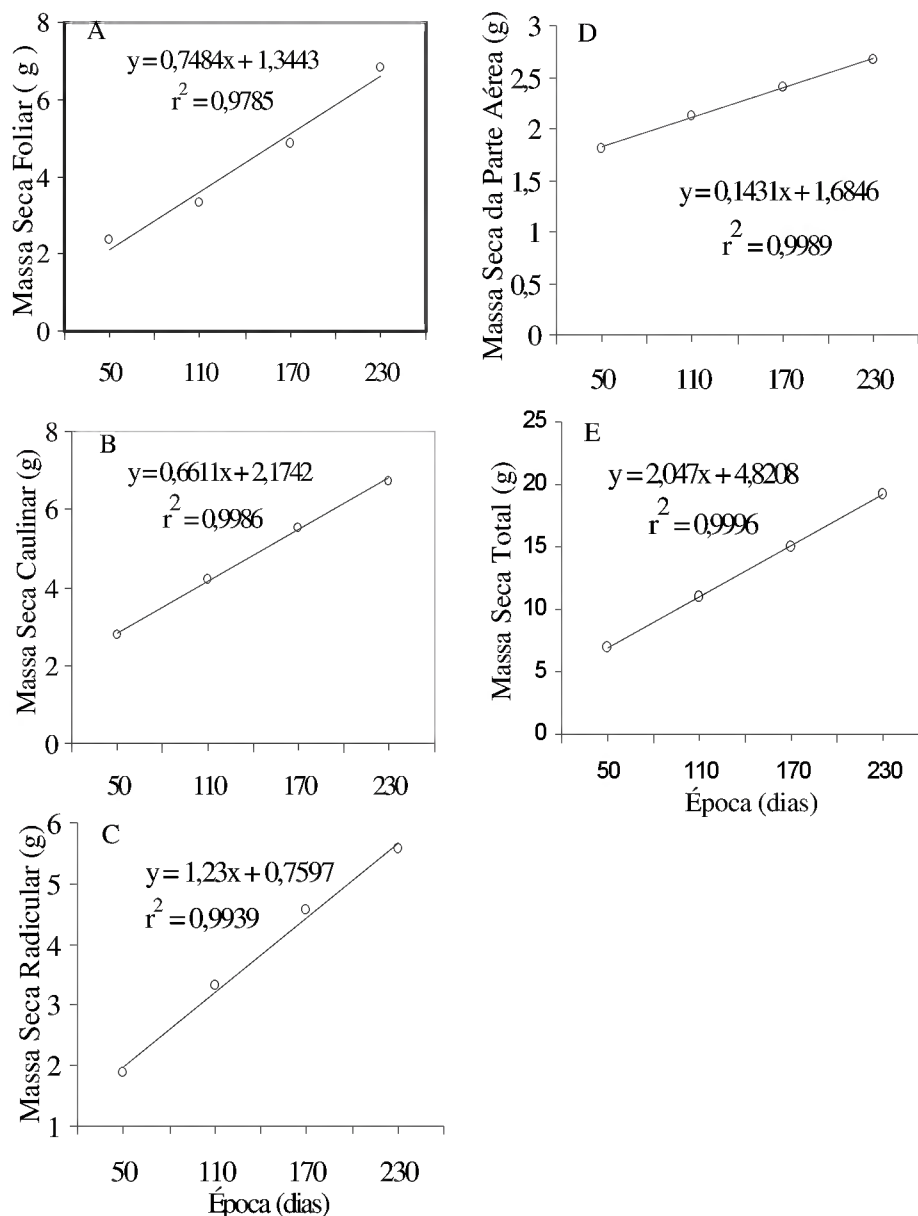 A
y=0,7484x+1,3443
r² =0,9785
Massa Seca Foliar ( g )
8
6
4
2
0
50 110 170 230
B
y=0,6611x+2,1742
r² =0,9986
Massa Seca Caulinar (g)
8
6
4
2
0
50 110 170 230
C
y = 1,23x + 0,7597
r² = 0,9939
Massa Seca Radicular (g)
6
5
4
3
2
1
50 110 170 230
Época (dias)
D
y=0,1431x+1,6846
r² =0,9989
Massa Seca da Parte Aérea (g)
3
2,5
2
1,5
1
0,5
0
50 110 170 230
E
y=2,047x+4,8208
r² =0,9996
Massa Seca Total (g)
25
20
15
10
5
0
50 110 170 230
Época (dias)